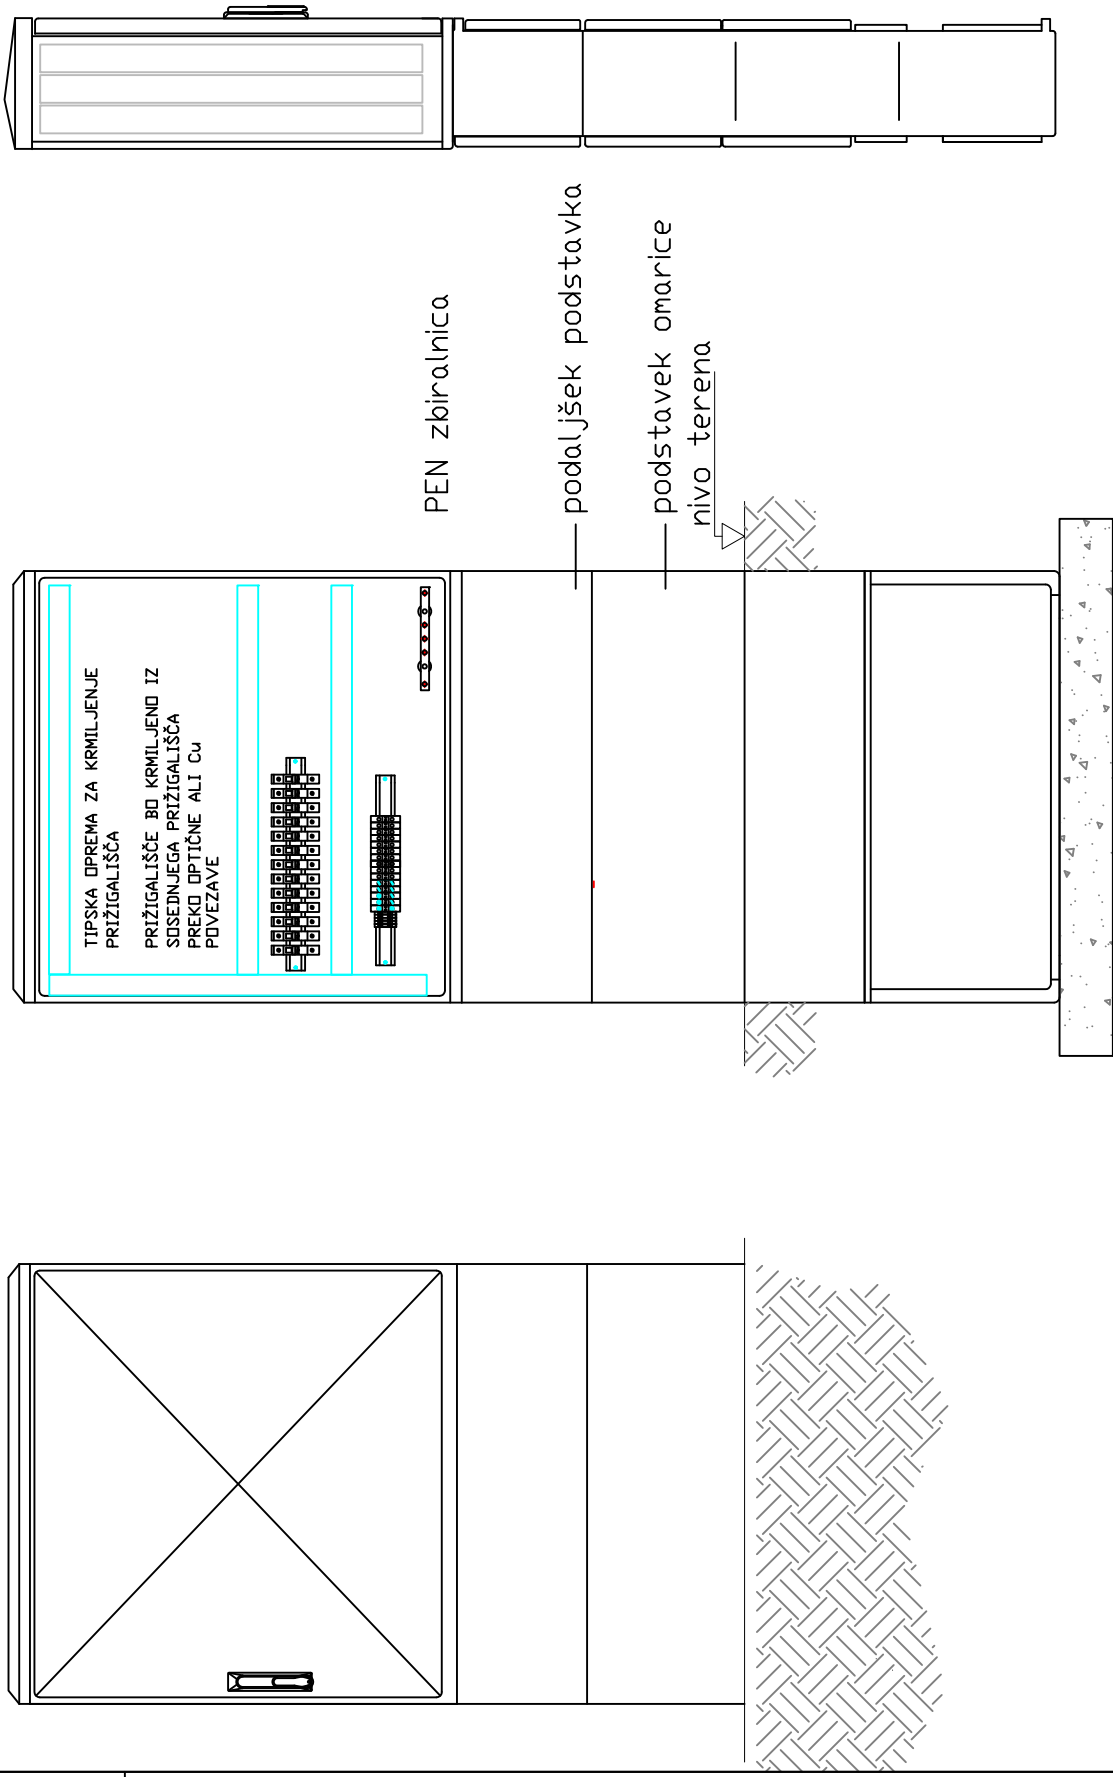 TIPSKA OPREMA ZA KRMILJENJE
PRIŽIGALIŠČA
PRIŽIGALIŠČE BO KRMILJENO IZ
SOSEDNJEGA PRIŽIGALIŠČA
PREKO OPTIČNE ALI Cu
POVEZAVE
PEN zbiralnica
podaljšek podstavka
podstavek omarice
nivo terena